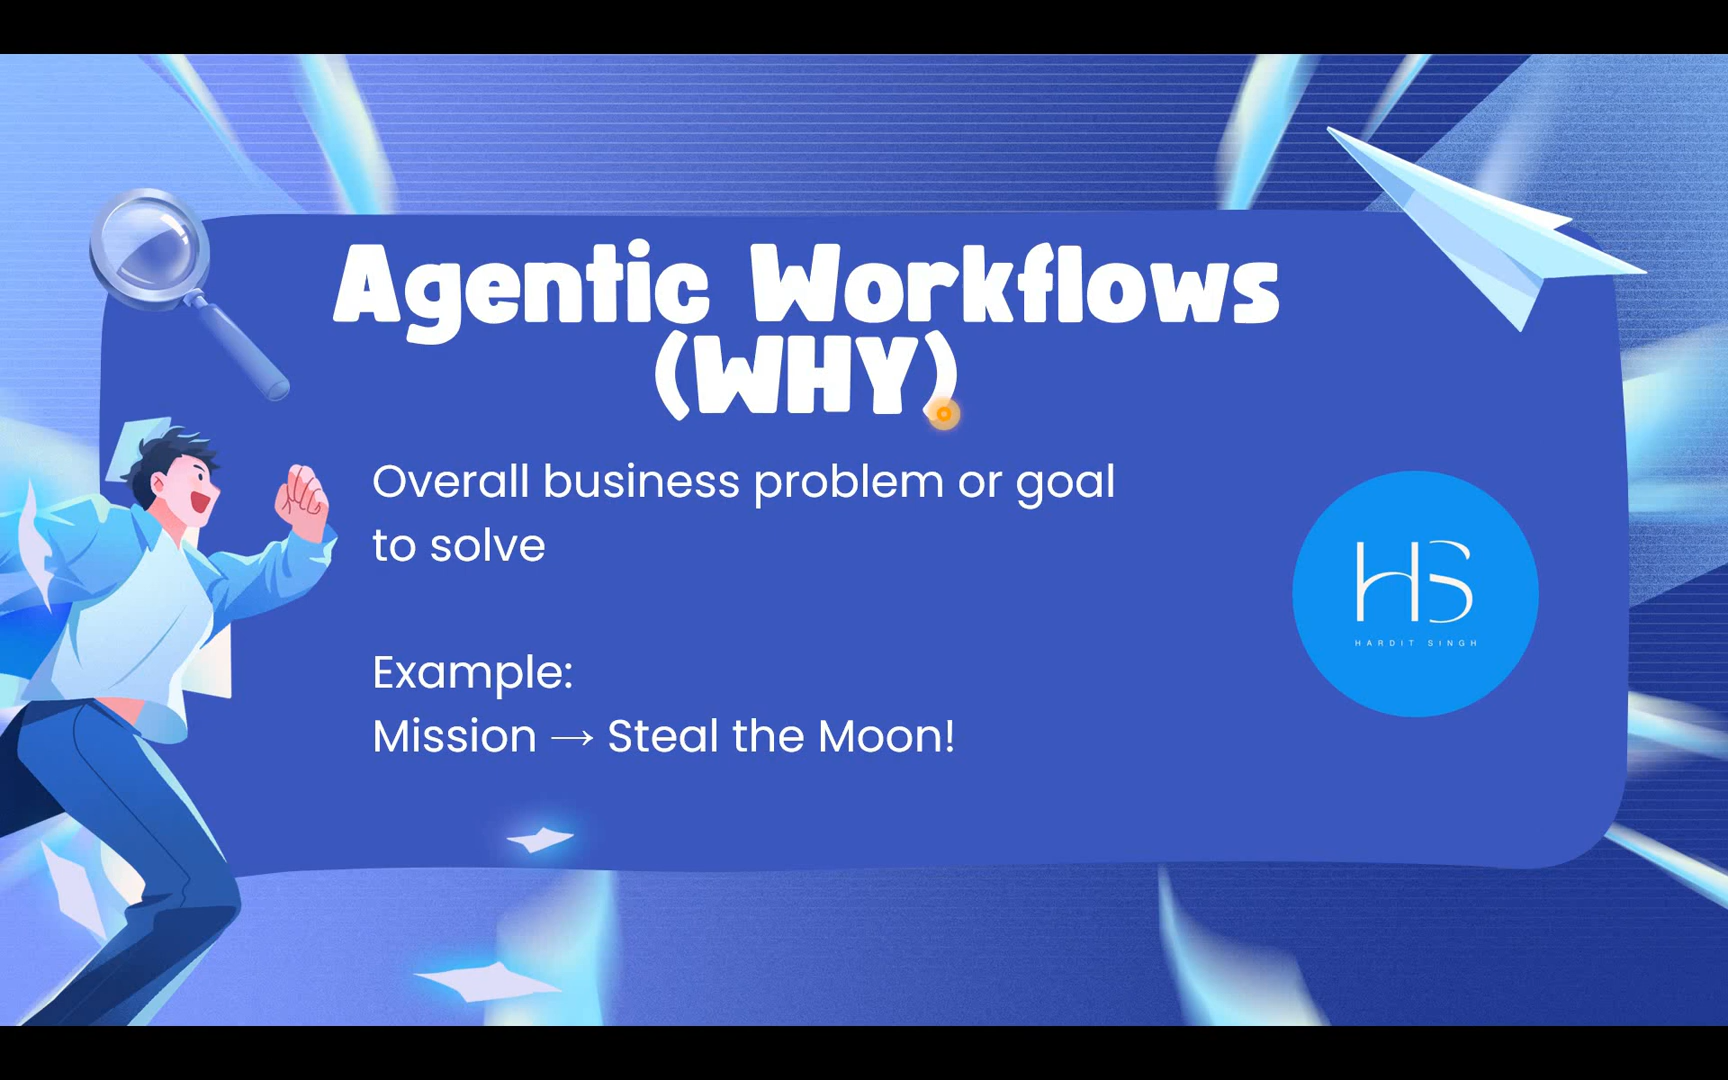 Agentic Workflows
(WHY)
Overall business problem or goal
to solve
Example:
Mission → Steal the Moon!
HS
HARDIT SINGH